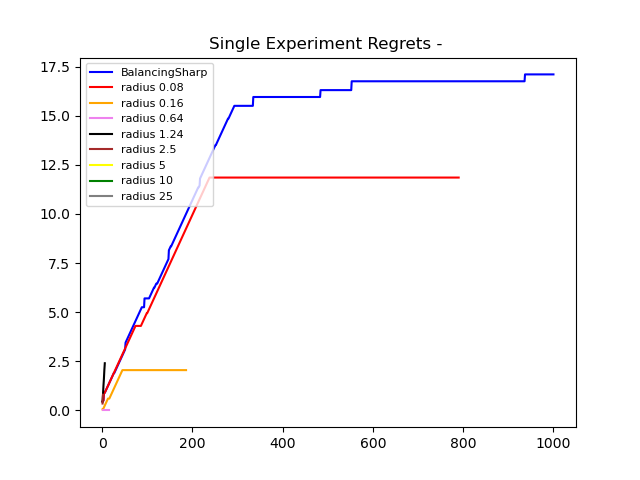 Single Experiment Regrets -
17.5
15.0
12.5
10.0
7.5
5.0
2.5
0.0
BalancingSharp
radius 0.08
radius 0.16
radius 0.64
radius 1.24
radius 2.5
radius 5
radius 10
radius 25
0 200 400 600 800 1000